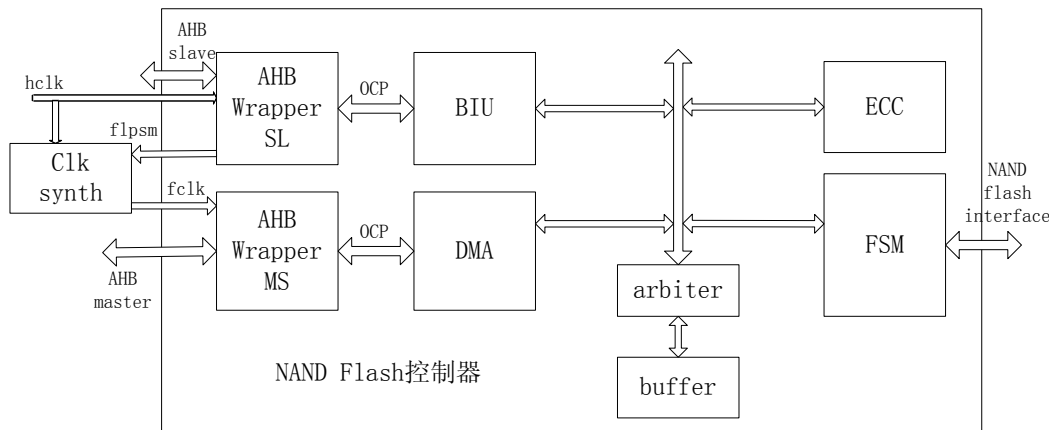 AHB
slave
hclk
AHB
Wrapper
SL
OCP
BIU
ECC
flpsm
Clk
synth
fclk
AHB
Wrapper
MS
OCP
DMA
FSM
NAND
flash
interface
AHB
master
arbiter
buffer
NAND Flash控制器